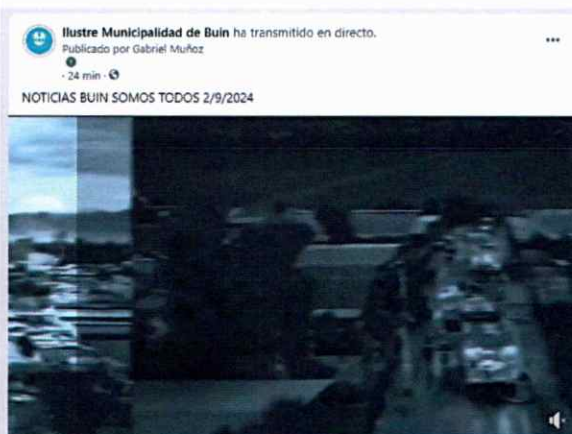 Ilustre Municipalidad de Buin ha transmitido en directo.
Publicado por Gabriel Muñoz
· 24 min ·
NOTICIAS BUIN SOMOS TODOS 2/9/2024